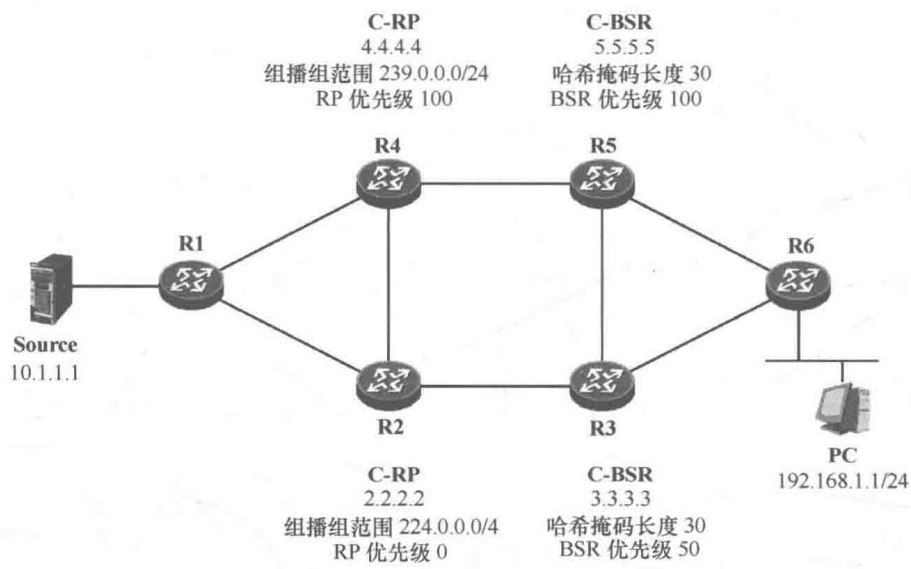 C-RP
4.4.4.4
组播组范围 239.0.0.0/24
RP 优先级 100
C-BSR
5.5.5.5
哈希掩码长度 30
BSR 优先级 100
R4
R5
R1
R6
Source
10.1.1.1
R2
R3
PC
192.168.1.1/24
C-RP
2.2.2.2
组播组范围 224.0.0.0/4
RP 优先级 0
C-BSR
3.3.3.3
哈希掩码长度 30
BSR 优先级 50